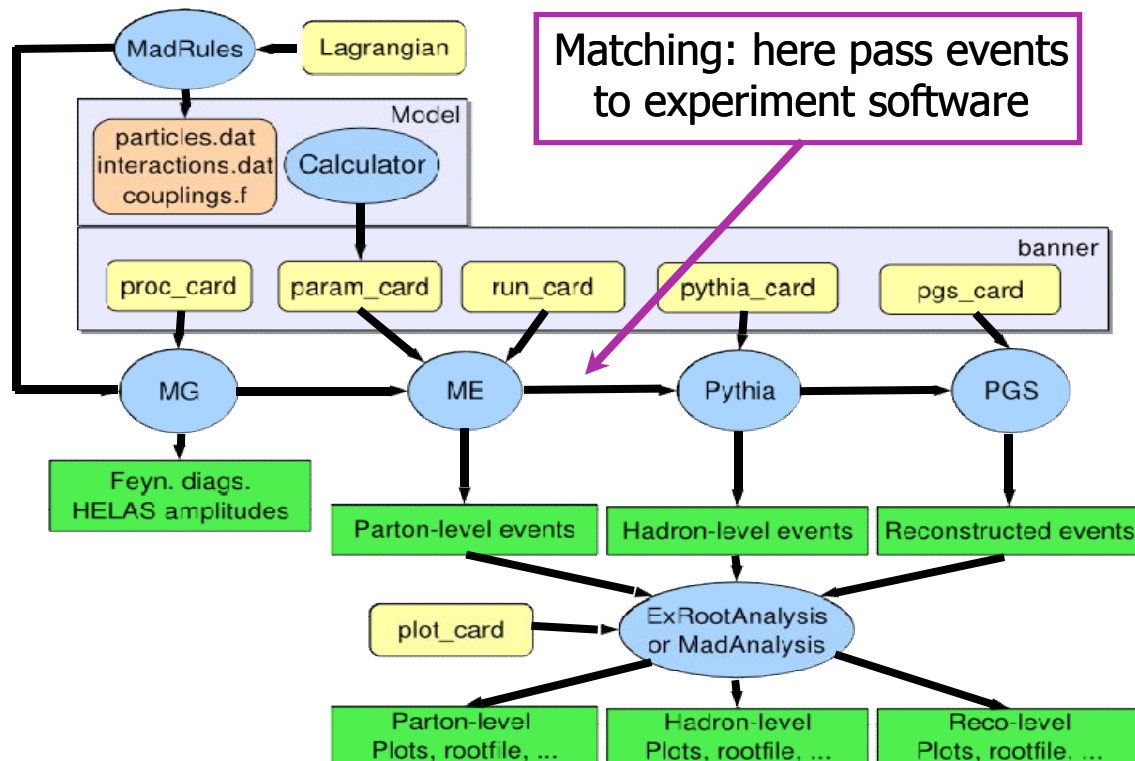 MadRules
Lagrangian
Matching: here pass events
to experiment software
Model
particles.dat
interactions.dat
couplings.f
Calculator
banner
proc_card
param_card
run_card
pythia_card
pgs_card
MG
ME
Pythia
PGS
Feyn. diags.
HELAS amplitudes
Parton-level events
Hadron-level events
Reconstructed events
plot_card
ExRootAnalysis
or MadAnalysis
Parton-level
Plots, rootfile, ...
Hadron-level
Plots, rootfile, ...
Reco-level
Plots, rootfile. ...